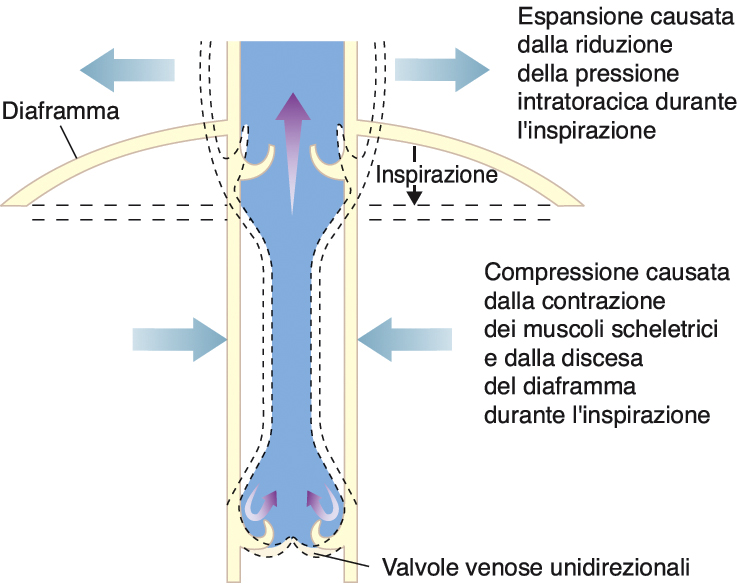 Espansione causata
dalla riduzione
della pressione
intratoracica durante
l'inspirazione
Diaframma
Inspirazione
Compressione causata
dalla contrazione
dei muscoli scheletrici
e dalla discesa
del diaframma
durante l'inspirazione
Valvole venose unidirezionali